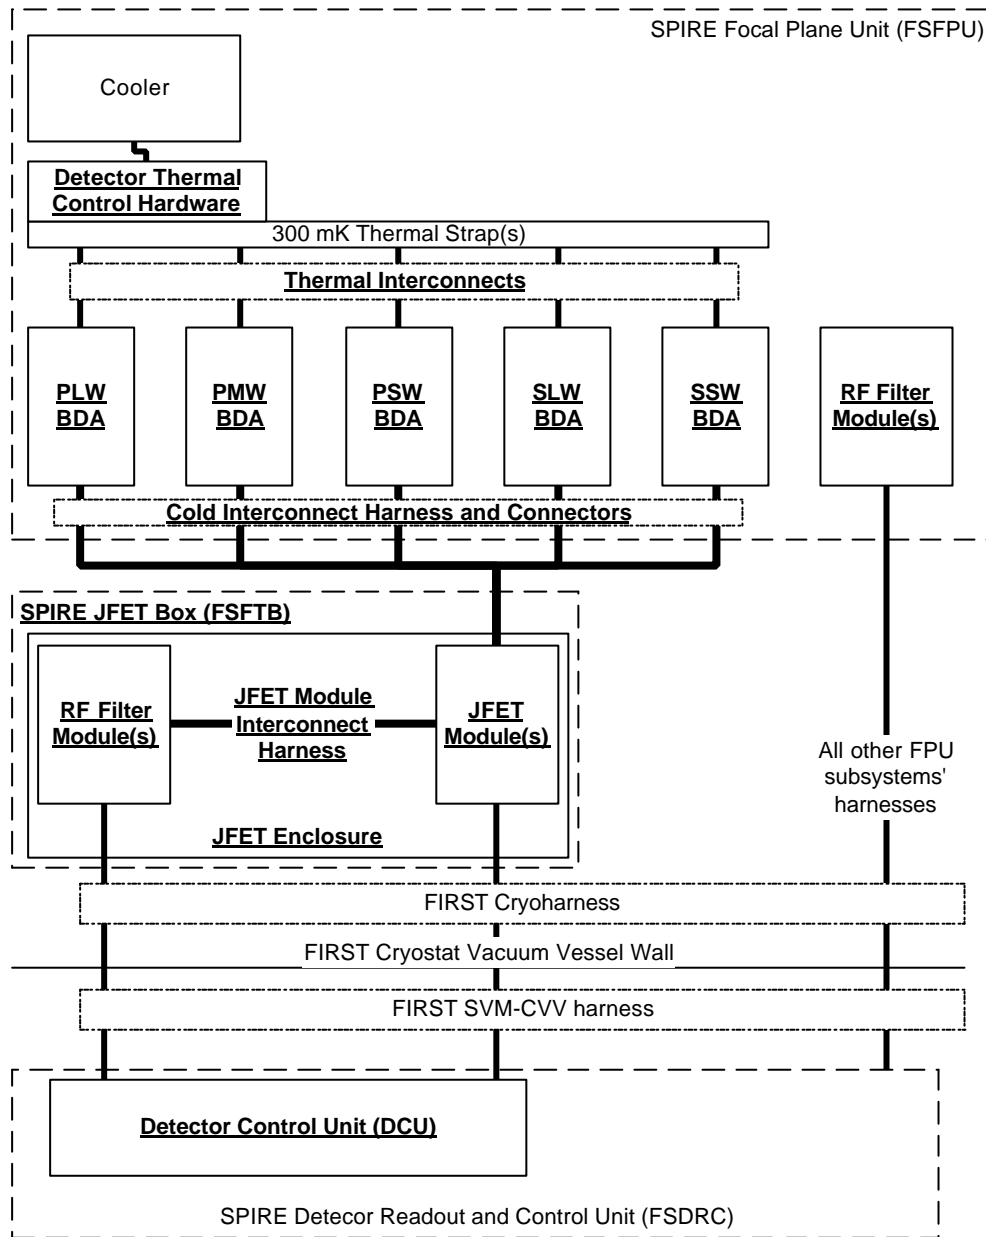 SPIRE Focal Plane Unit (FSFPU)
Cooler
Detector Thermal
Control Hardware
300 mK Thermal Strap(s)
Thermal Interconnects
PLW
BDA
PMW
BDA
PSW
BDA
SLW
BDA
SSW
BDA
RF Filter
Module(s)
Cold Interconnect Harness and Connectors
SPIRE JFET Box (FSFTB)
RF Filter
Module(s)
JFET Module
Interconnect
Harness
JFET
Module(s)
JFET Enclosure
All other FPU
subsystems'
harnesses
FIRST Cryoharness
FIRST Cryostat Vacuum Vessel Wall
FIRST SVM-CVV harness
Detector Control Unit (DCU)
SPIRE Detecor Readout and Control Unit (FSDRC)